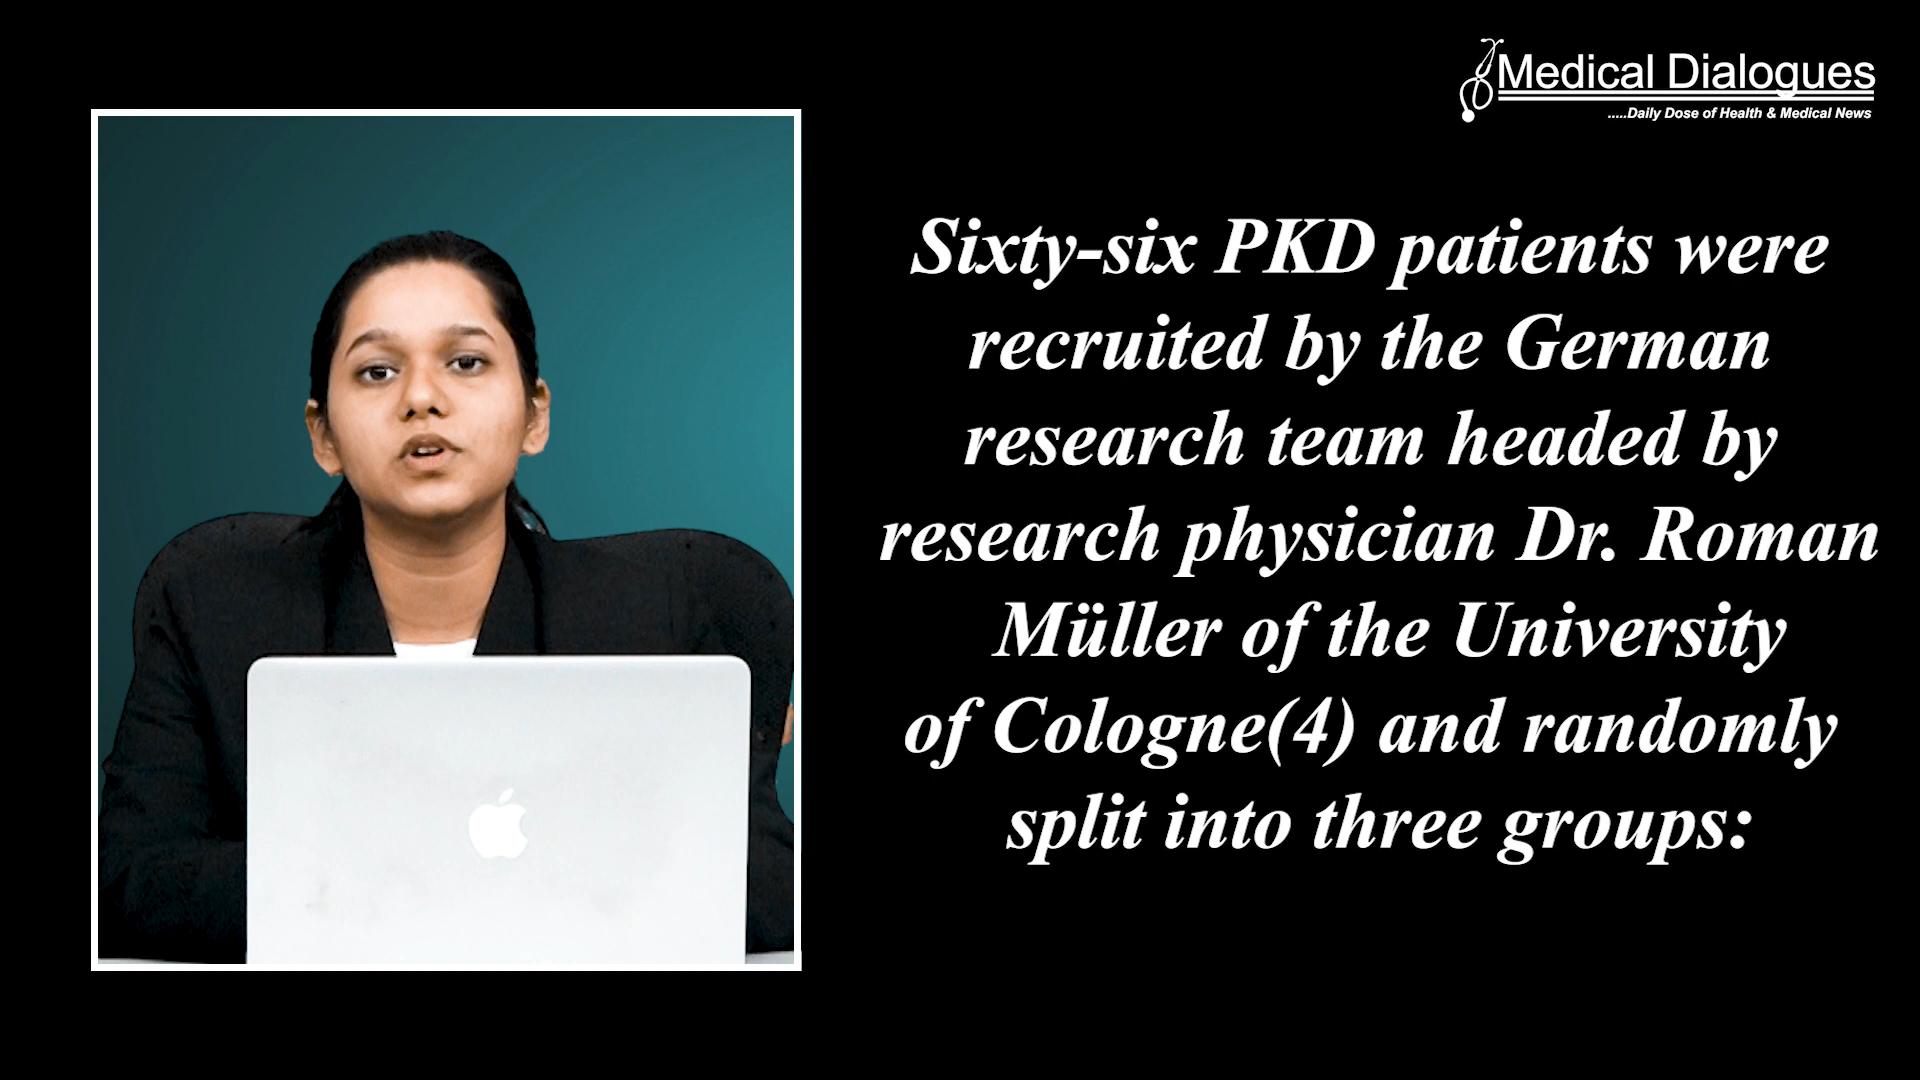 Medical Dialogues
.....Daily Dose of Health & Medical News
Sixty-six PKD patients were
recruited by the German
research team headed by
research physician Dr. Roman
Müller of the University
of Cologne(4) and randomly
split into three groups: